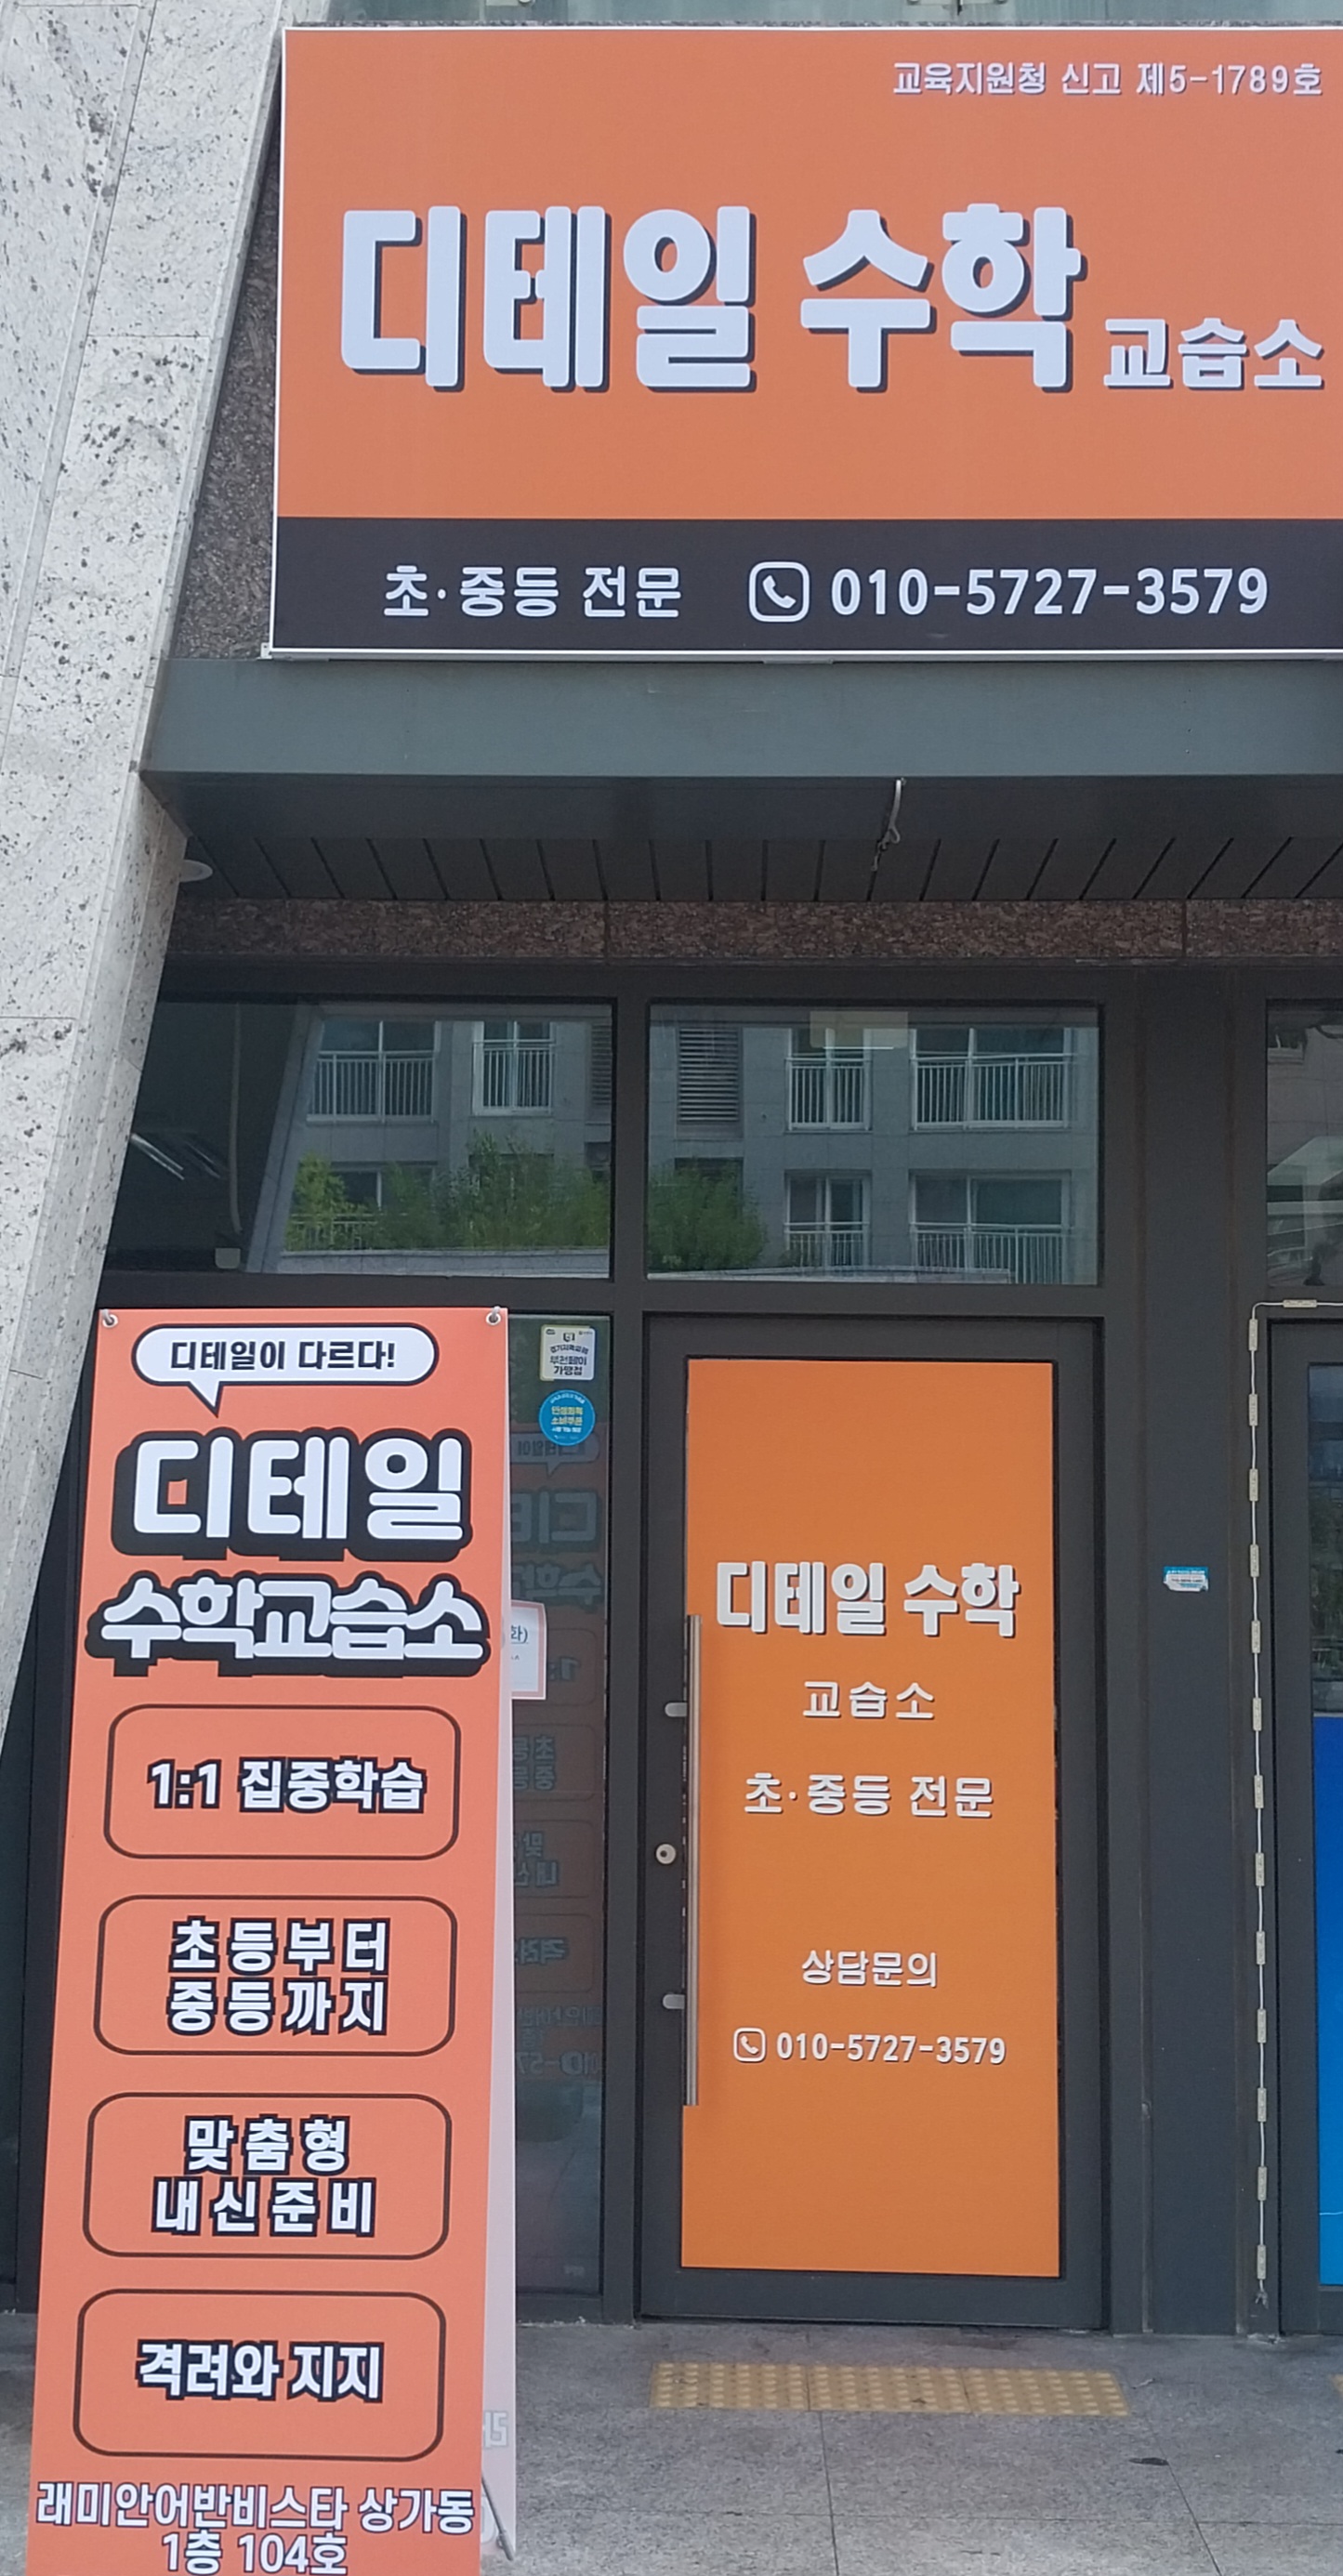 교육지원청 신고 제5-1789호
디테일 수학 교습소
초·중등 전문 010-5727-3579
디테일이 다르다!
디테일
수학교습소
1:1 집중학습
초등부터
중등까지
맞춤형
내신준비
격려와 지지
래미안어반비스타 상가동
1층 104호
화)
디테일 수학
교습소
초·중등 전문
상담문의
010-5727-3579